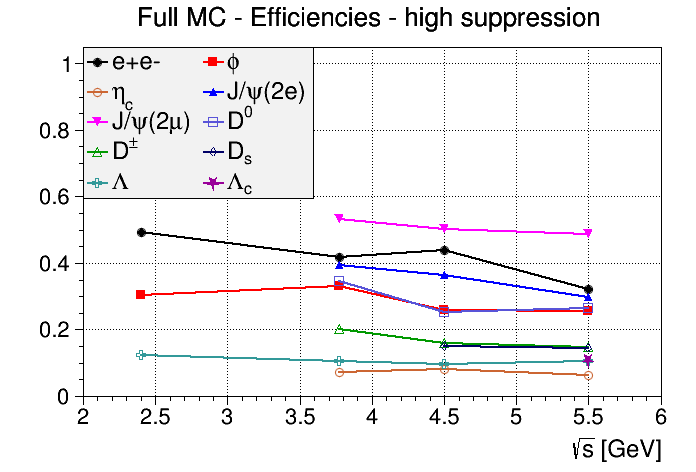 Full MC - Efficiencies - high suppression
1
0.8
0.6
0.4
0.2
0
e+e- ϕ
η_c J/ψ(2e)
J/ψ(2μ) D⁰
D± D_s
Λ Λ_c
2 2.5 3 3.5 4 4.5 5 5.5 6
√s [GeV]